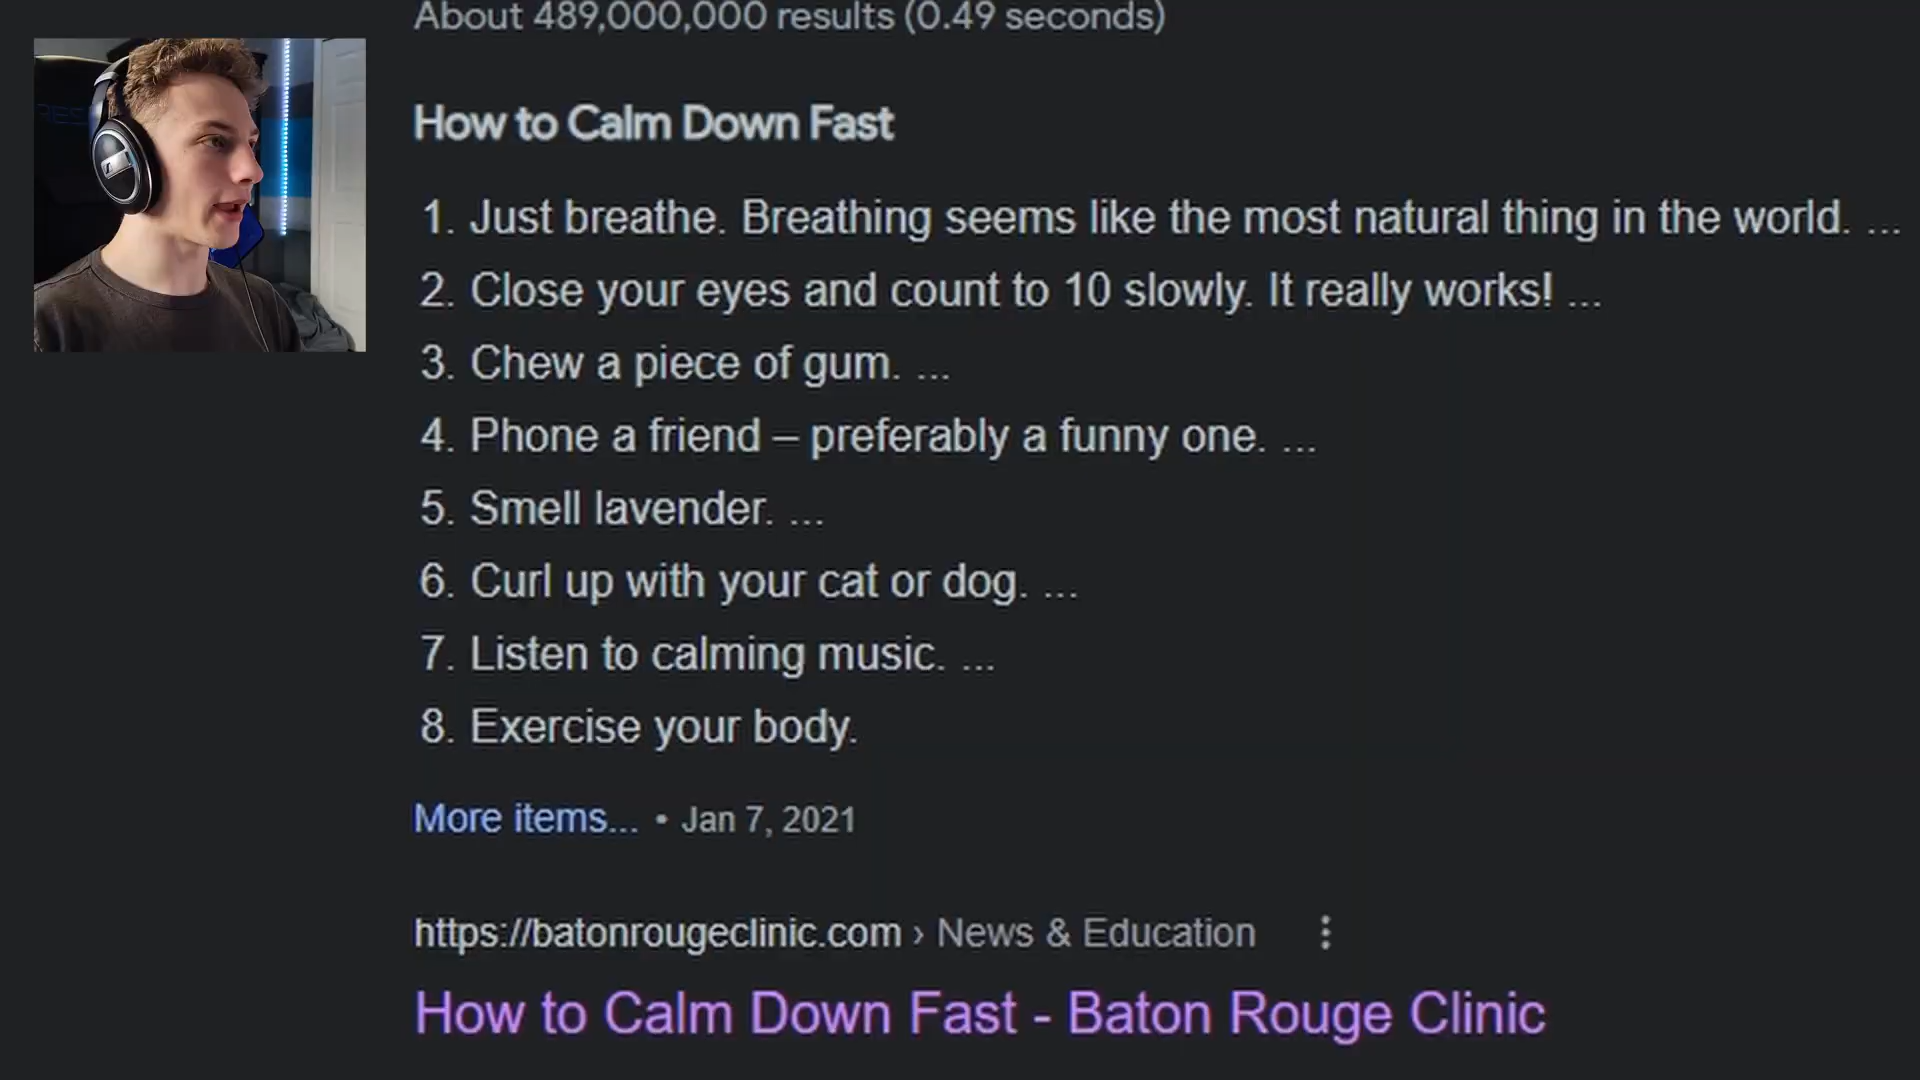 About 489,000,000 results (0.49 seconds)
How to Calm Down Fast
1. Just breathe. Breathing seems like the most natural thing in the world. ...
2. Close your eyes and count to 10 slowly. It really works! ...
3. Chew a piece of gum. ...
4. Phone a friend – preferably a funny one. ...
5. Smell lavender. ...
6. Curl up with your cat or dog. ...
7. Listen to calming music. ...
8. Exercise your body.
More items... • Jan 7, 2021
https://batonrougeclinic.com › News & Education
How to Calm Down Fast - Baton Rouge Clinic